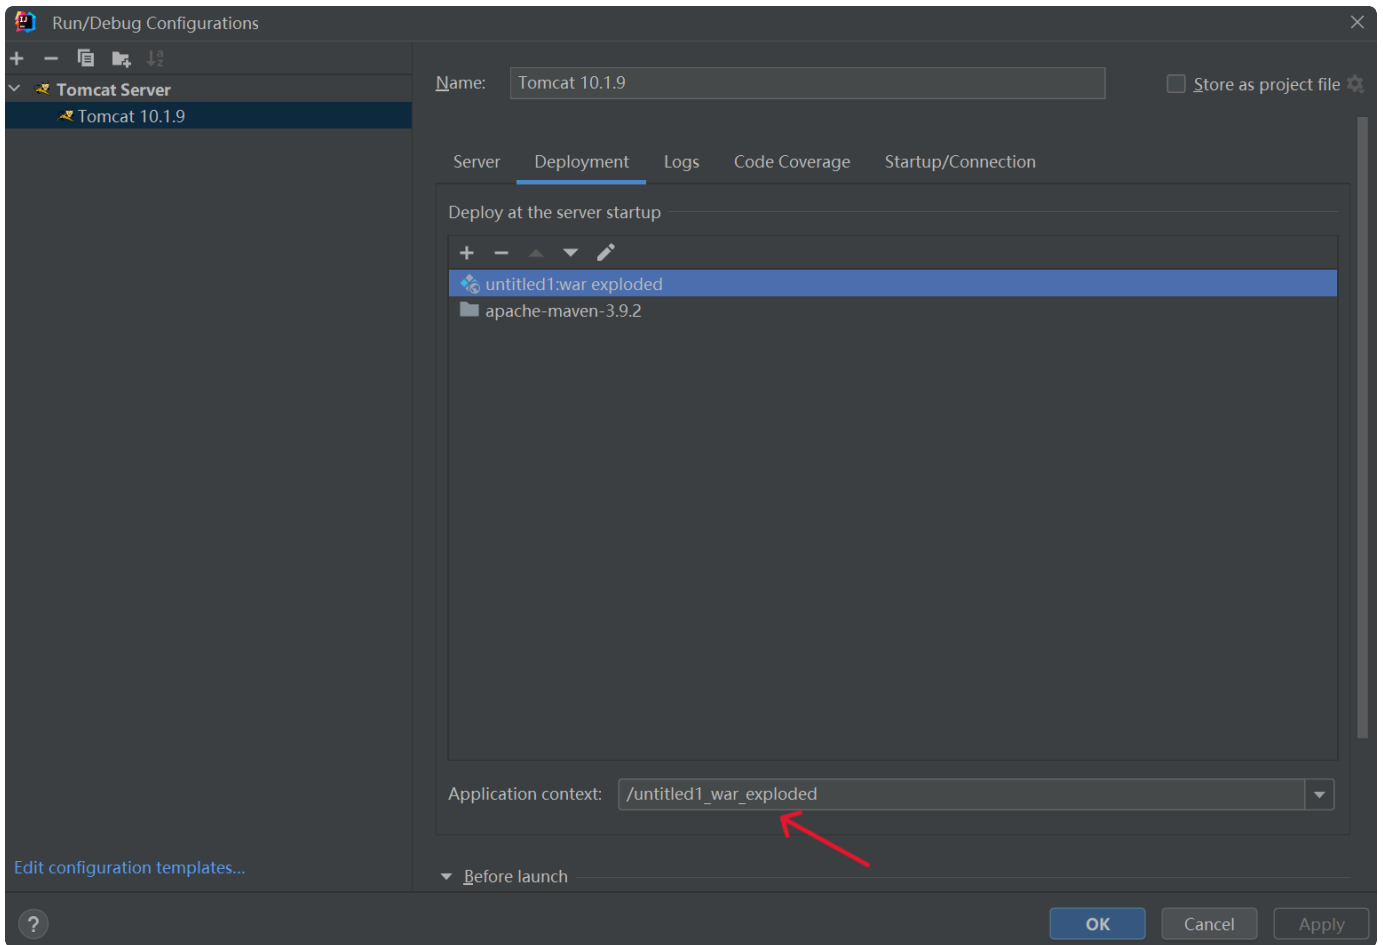 Run/Debug Configurations
Name: Tomcat 10.1.9 Store as project file
Tomcat Server
Tomcat 10.1.9
Server Deployment Logs Code Coverage Startup/Connection
Deploy at the server startup
untitled1:war exploded
apache-maven-3.9.2
Application context: /untitled1_war_exploded
Edit configuration templates...
Before launch
? OK Cancel Apply